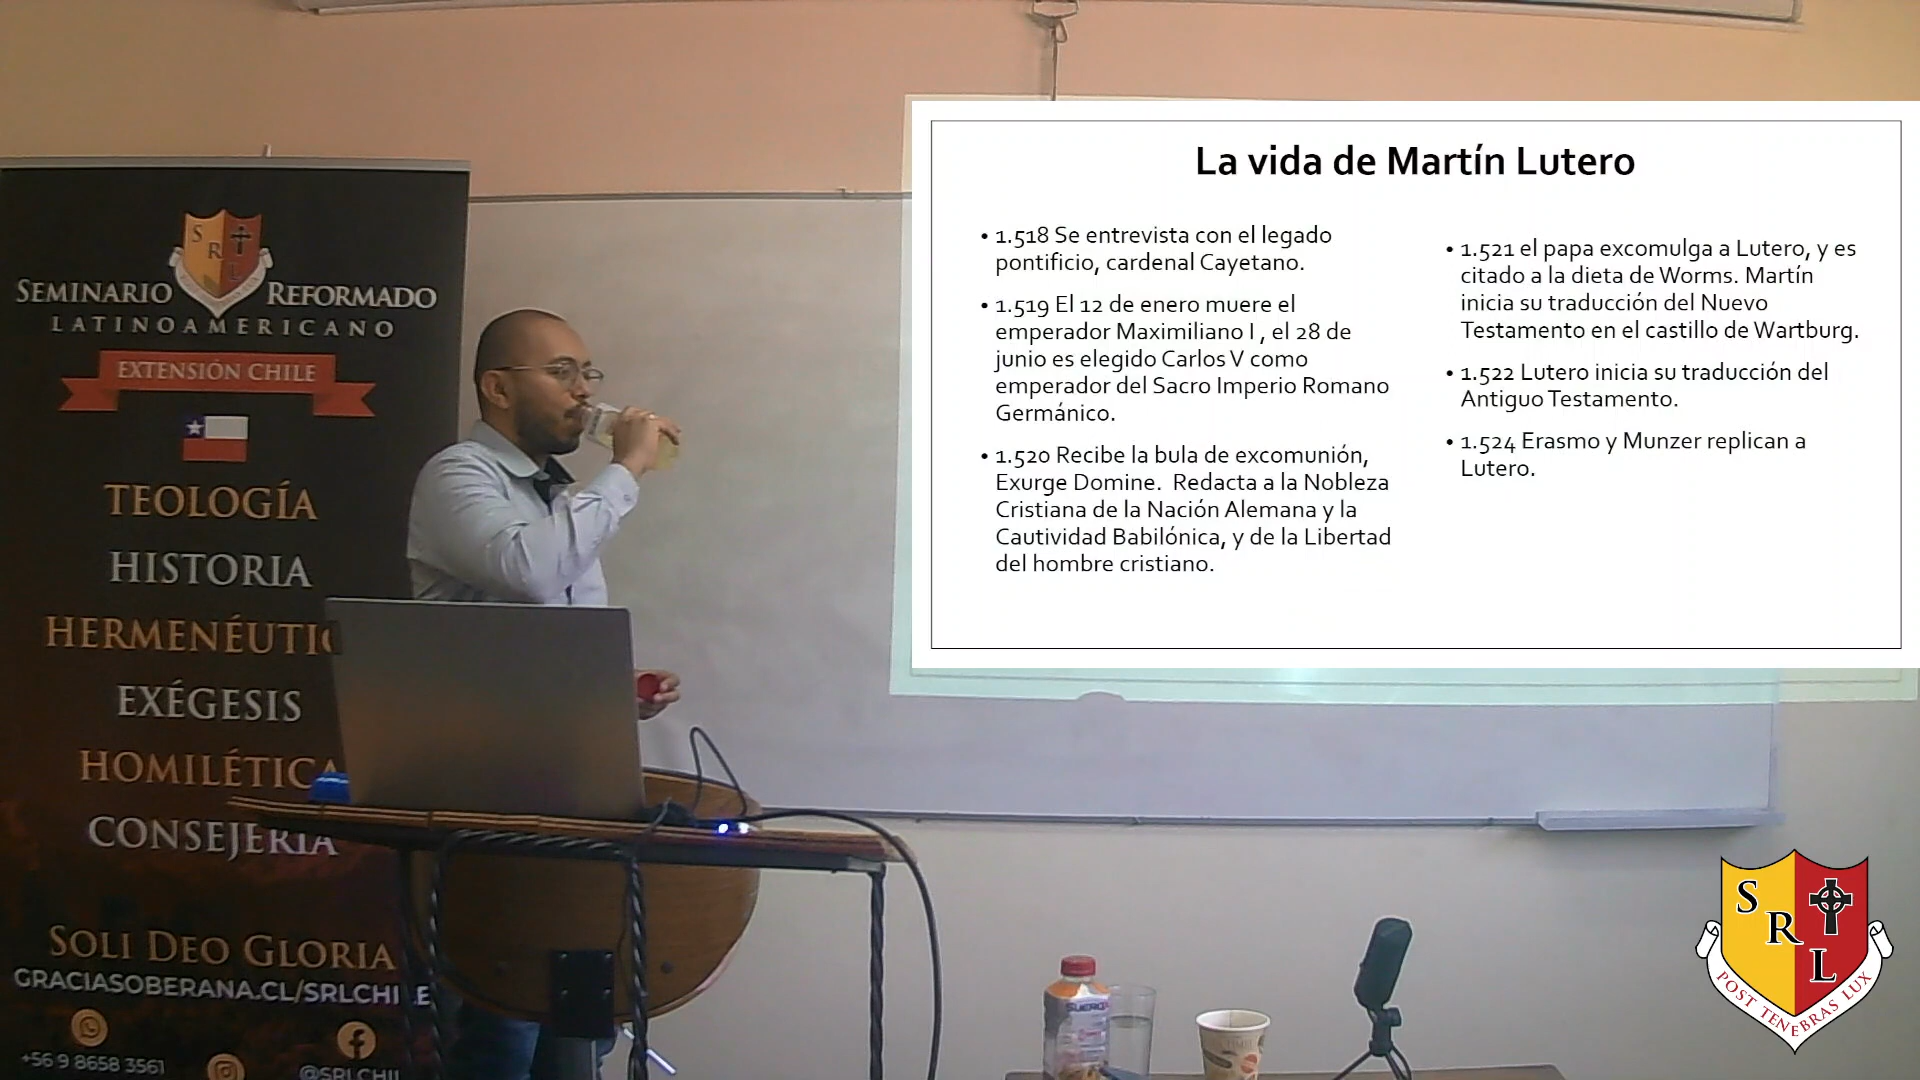 S
R
L
SEMINARIO REFORMADO
LATINOAMERICANO
EXTENSIÓN CHILE
TEOLOGÍA
HISTORIA
HERMENÉUTIC
EXÉGESIS
HOMILÉTICA
CONSEJERÍA
SOLI DEO GLORIA
GRACIASOBERANA.CL/SRLCHILE
+56 9 8658 3561
@SRLCHIL
La vida de Martín Lutero
• 1.518 Se entrevista con el legado
pontificio, cardenal Cayetano.
• 1.519 El 12 de enero muere el
emperador Maximiliano I , el 28 de
junio es elegido Carlos V como
emperador del Sacro Imperio Romano
Germánico.
• 1.520 Recibe la bula de excomunión,
Exurge Domine. Redacta a la Nobleza
Cristiana de la Nación Alemana y la
Cautividad Babilónica, y de la Libertad
del hombre cristiano.
• 1.521 el papa excomulga a Lutero, y es
citado a la dieta de Worms. Martín
inicia su traducción del Nuevo
Testamento en el castillo de Wartburg.
• 1.522 Lutero inicia su traducción del
Antiguo Testamento.
• 1.524 Erasmo y Munzer replican a
Lutero.
S
R
L
POST TENEBRAS LUX